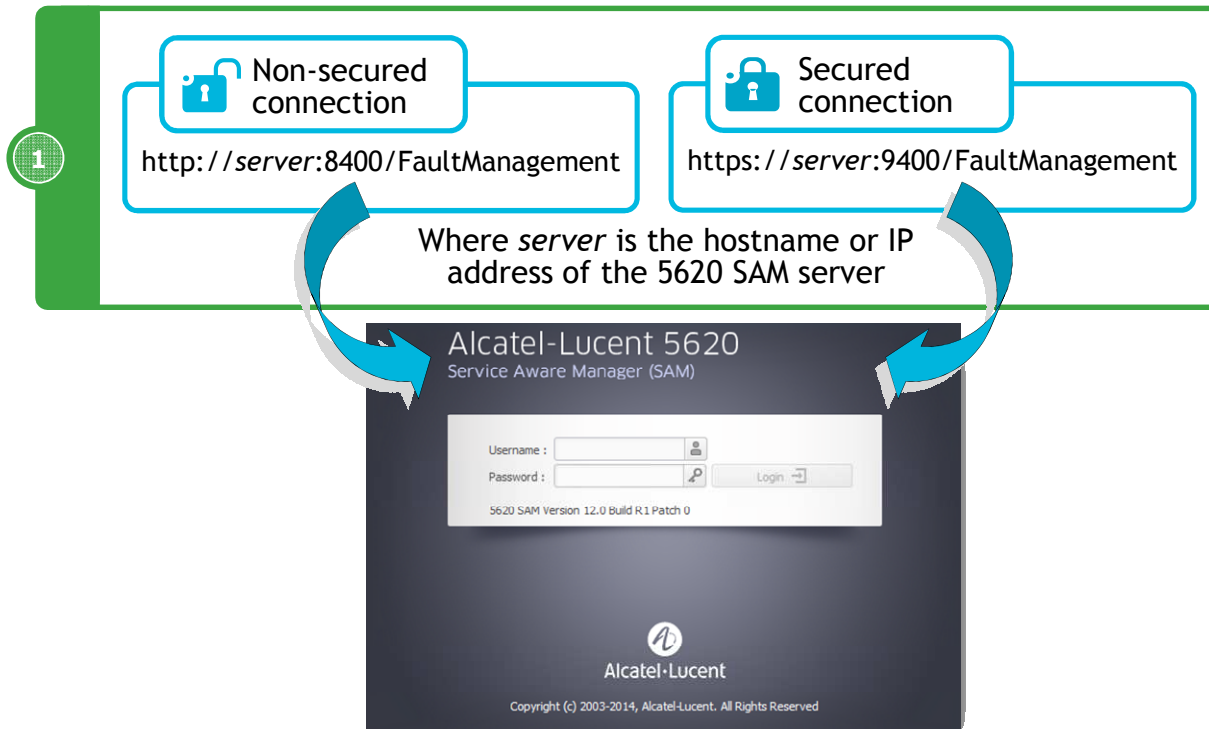 1
Non-secured
connection
http://server:8400/FaultManagement
Secured
connection
https://server:9400/FaultManagement
Where server is the hostname or IP
address of the 5620 SAM server
Alcatel-Lucent 5620
Service Aware Manager (SAM)
Username :
Password :
Login
5620 SAM Version 12.0 Build R1 Patch 0
Alcatel·Lucent
Copyright (c) 2003-2014, Alcatel-Lucent. All Rights Reserved